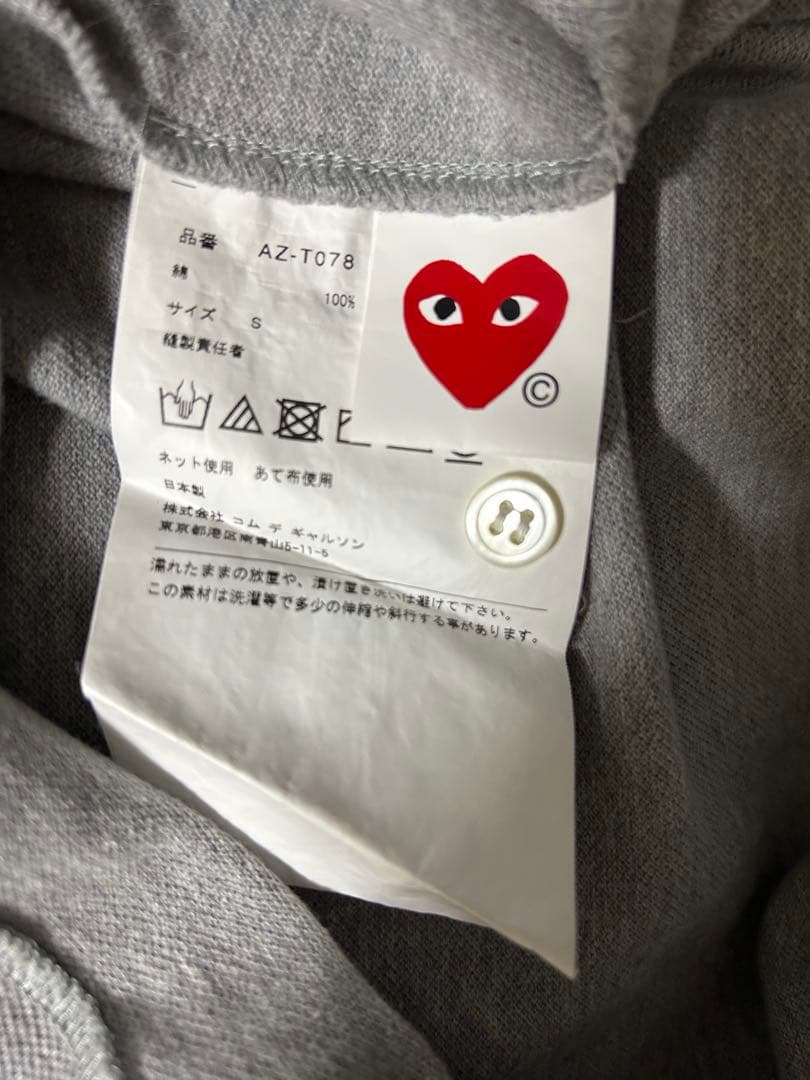 品番 AZ-T078
綿 100%
サイズ S
縫製責任者
©
ネット使用 あて布使用
日本製
株式会社 コム デ ギャルソン
東京都港区南青山5-11-5
濡れたままの放置や、漬け置き洗いは避けて下さい。
この素材は洗濯等で多少の伸縮や斜行する事があります。